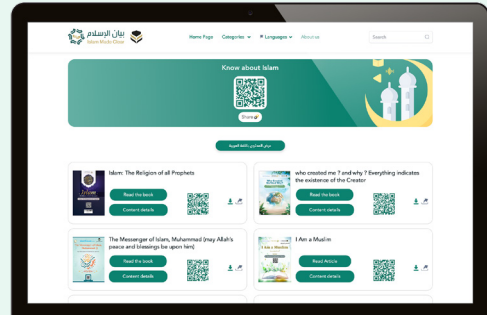 بيان الإسلام
Home Page Categories Languages About us Search
Know about Islam
Share
Islam: The Religion of all Prophets
Read the book
Content details
who created me ? and why ? Everything indicates
the existence of the Creator
Read the book
Content details
The Messenger of Islam, Muhammad (may Allah's
peace and blessings be upon him)
Read the book
Content details
I Am a Muslim
Read Article
Content details